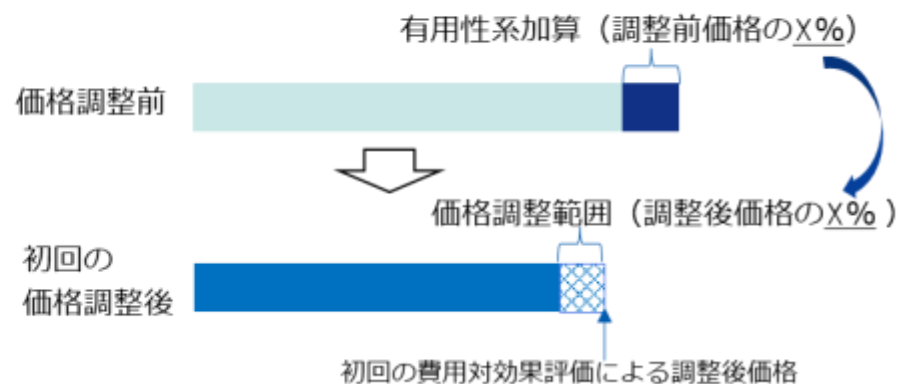 有用性系加算（調整前価格のX%）
価格調整前
価格調整範囲（調整後価格のX% ）
初回の
価格調整後
初回の費用対効果評価による調整後価格